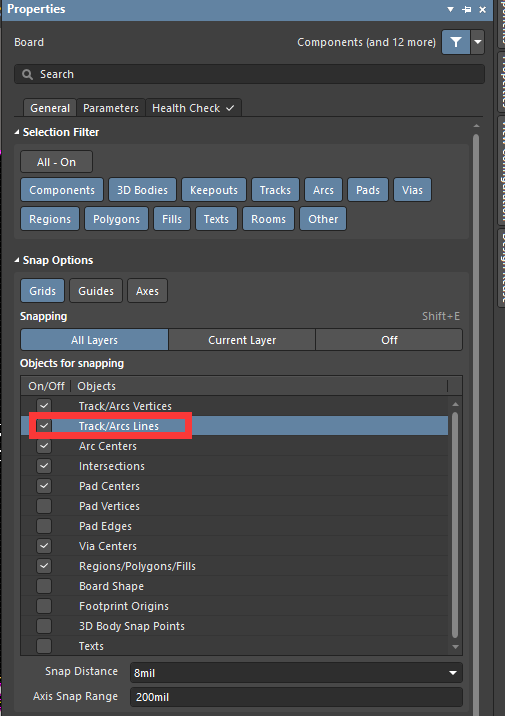 Properties
Board Components (and 12 more)
Search
General Parameters Health Check
Selection Filter
All - On
Components 3D Bodies Keepouts Tracks Arcs Pads Vias
Regions Polygons Fills Texts Rooms Other
Snap Options
Grids Guides Axes
Snapping Shift+E
All Layers Current Layer Off
Objects for snapping
On/Off Objects
Track/Arcs Vertices
Track/Arcs Lines
Arc Centers
Intersections
Pad Centers
Pad Vertices
Pad Edges
Via Centers
Regions/Polygons/Fills
Board Shape
Footprint Origins
3D Body Snap Points
Texts
Snap Distance 8mil
Axis Snap Range 200mil